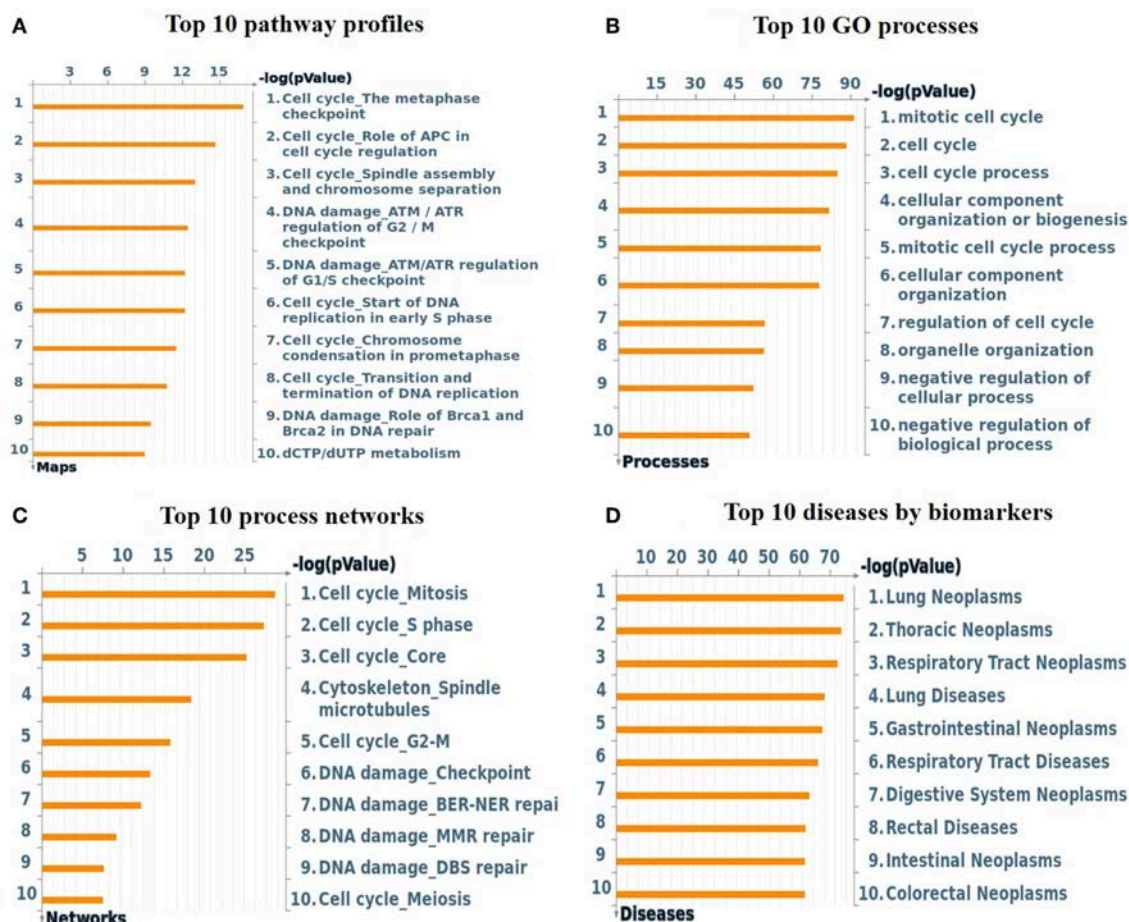 A
Top 10 pathway profiles
3 6 9 12 15
-log(pValue)
1 1. Cell cycle_The metaphase
checkpoint
2 2. Cell cycle_Role of APC in
cell cycle regulation
3 3. Cell cycle_Spindle assembly
and chromosome separation
4 4. DNA damage_ATM / ATR
regulation of G2 / M
checkpoint
5 5. DNA damage_ATM/ATR regulation
of G1/S checkpoint
6 6. Cell cycle_Start of DNA
replication in early S phase
7 7. Cell cycle_Chromosome
condensation in prometaphase
8 8. Cell cycle_Transition and
termination of DNA replication
9 9. DNA damage_Role of Brca1 and
Brca2 in DNA repair
10 10. dCTP/dUTP metabolism
Maps
B
Top 10 GO processes
15 30 45 60 75 90
-log(pValue)
1 1. mitotic cell cycle
2 2. cell cycle
3 3. cell cycle process
4 4. cellular component
organization or biogenesis
5 5. mitotic cell cycle process
6 6. cellular component
organization
7 7. regulation of cell cycle
8 8. organelle organization
9 9. negative regulation of
cellular process
10 10. negative regulation of
biological process
Processes
C
Top 10 process networks
5 10 15 20 25
-log(pValue)
1 1. Cell cycle_Mitosis
2 2. Cell cycle_S phase
3 3. Cell cycle_Core
4 4. Cytoskeleton_Spindle
microtubules
5 5. Cell cycle_G2-M
6 6. DNA damage_Checkpoint
7 7. DNA damage_BER-NER repai
8 8. DNA damage_MMR repair
9 9. DNA damage_DBS repair
10 10. Cell cycle_Meiosis
Networks
D
Top 10 diseases by biomarkers
10 20 30 40 50 60 70
-log(pValue)
1 1. Lung Neoplasms
2 2. Thoracic Neoplasms
3 3. Respiratory Tract Neoplasms
4 4. Lung Diseases
5 5. Gastrointestinal Neoplasms
6 6. Respiratory Tract Diseases
7 7. Digestive System Neoplasms
8 8. Rectal Diseases
9 9. Intestinal Neoplasms
10 10. Colorectal Neoplasms
Diseases